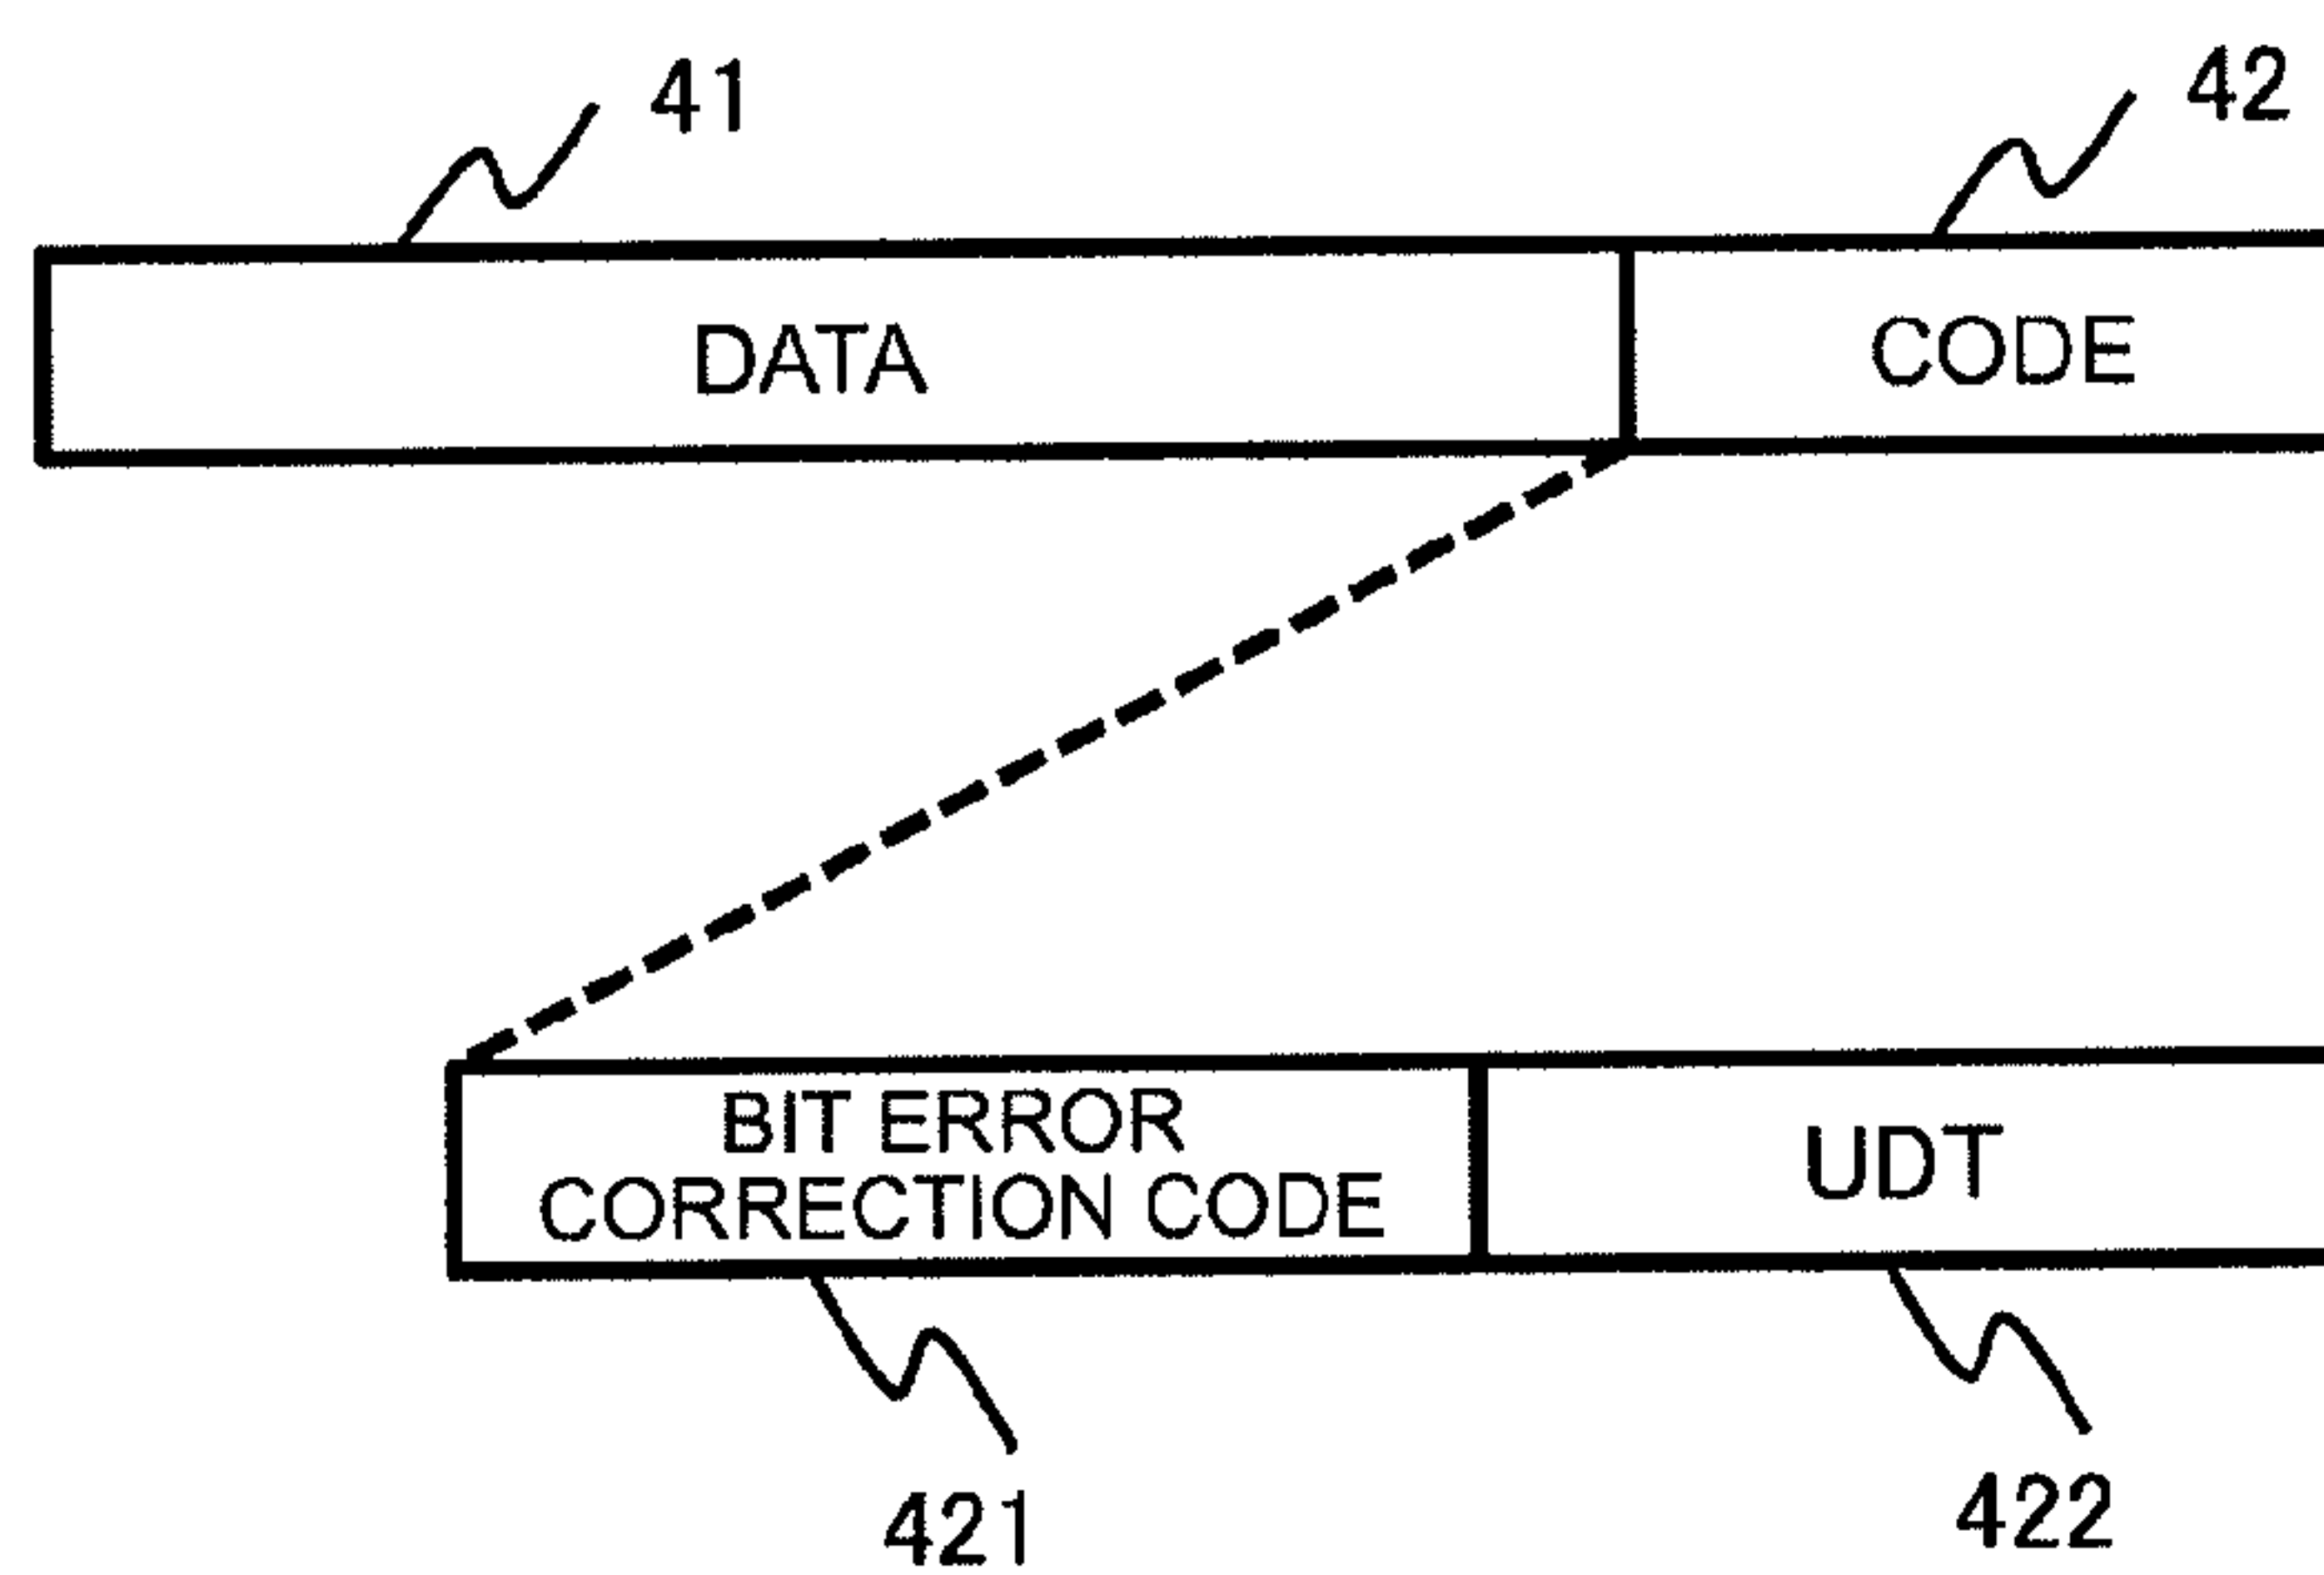 41
42
DATA
CODE
BIT ERROR
CORRECTION CODE
UDT
421
422